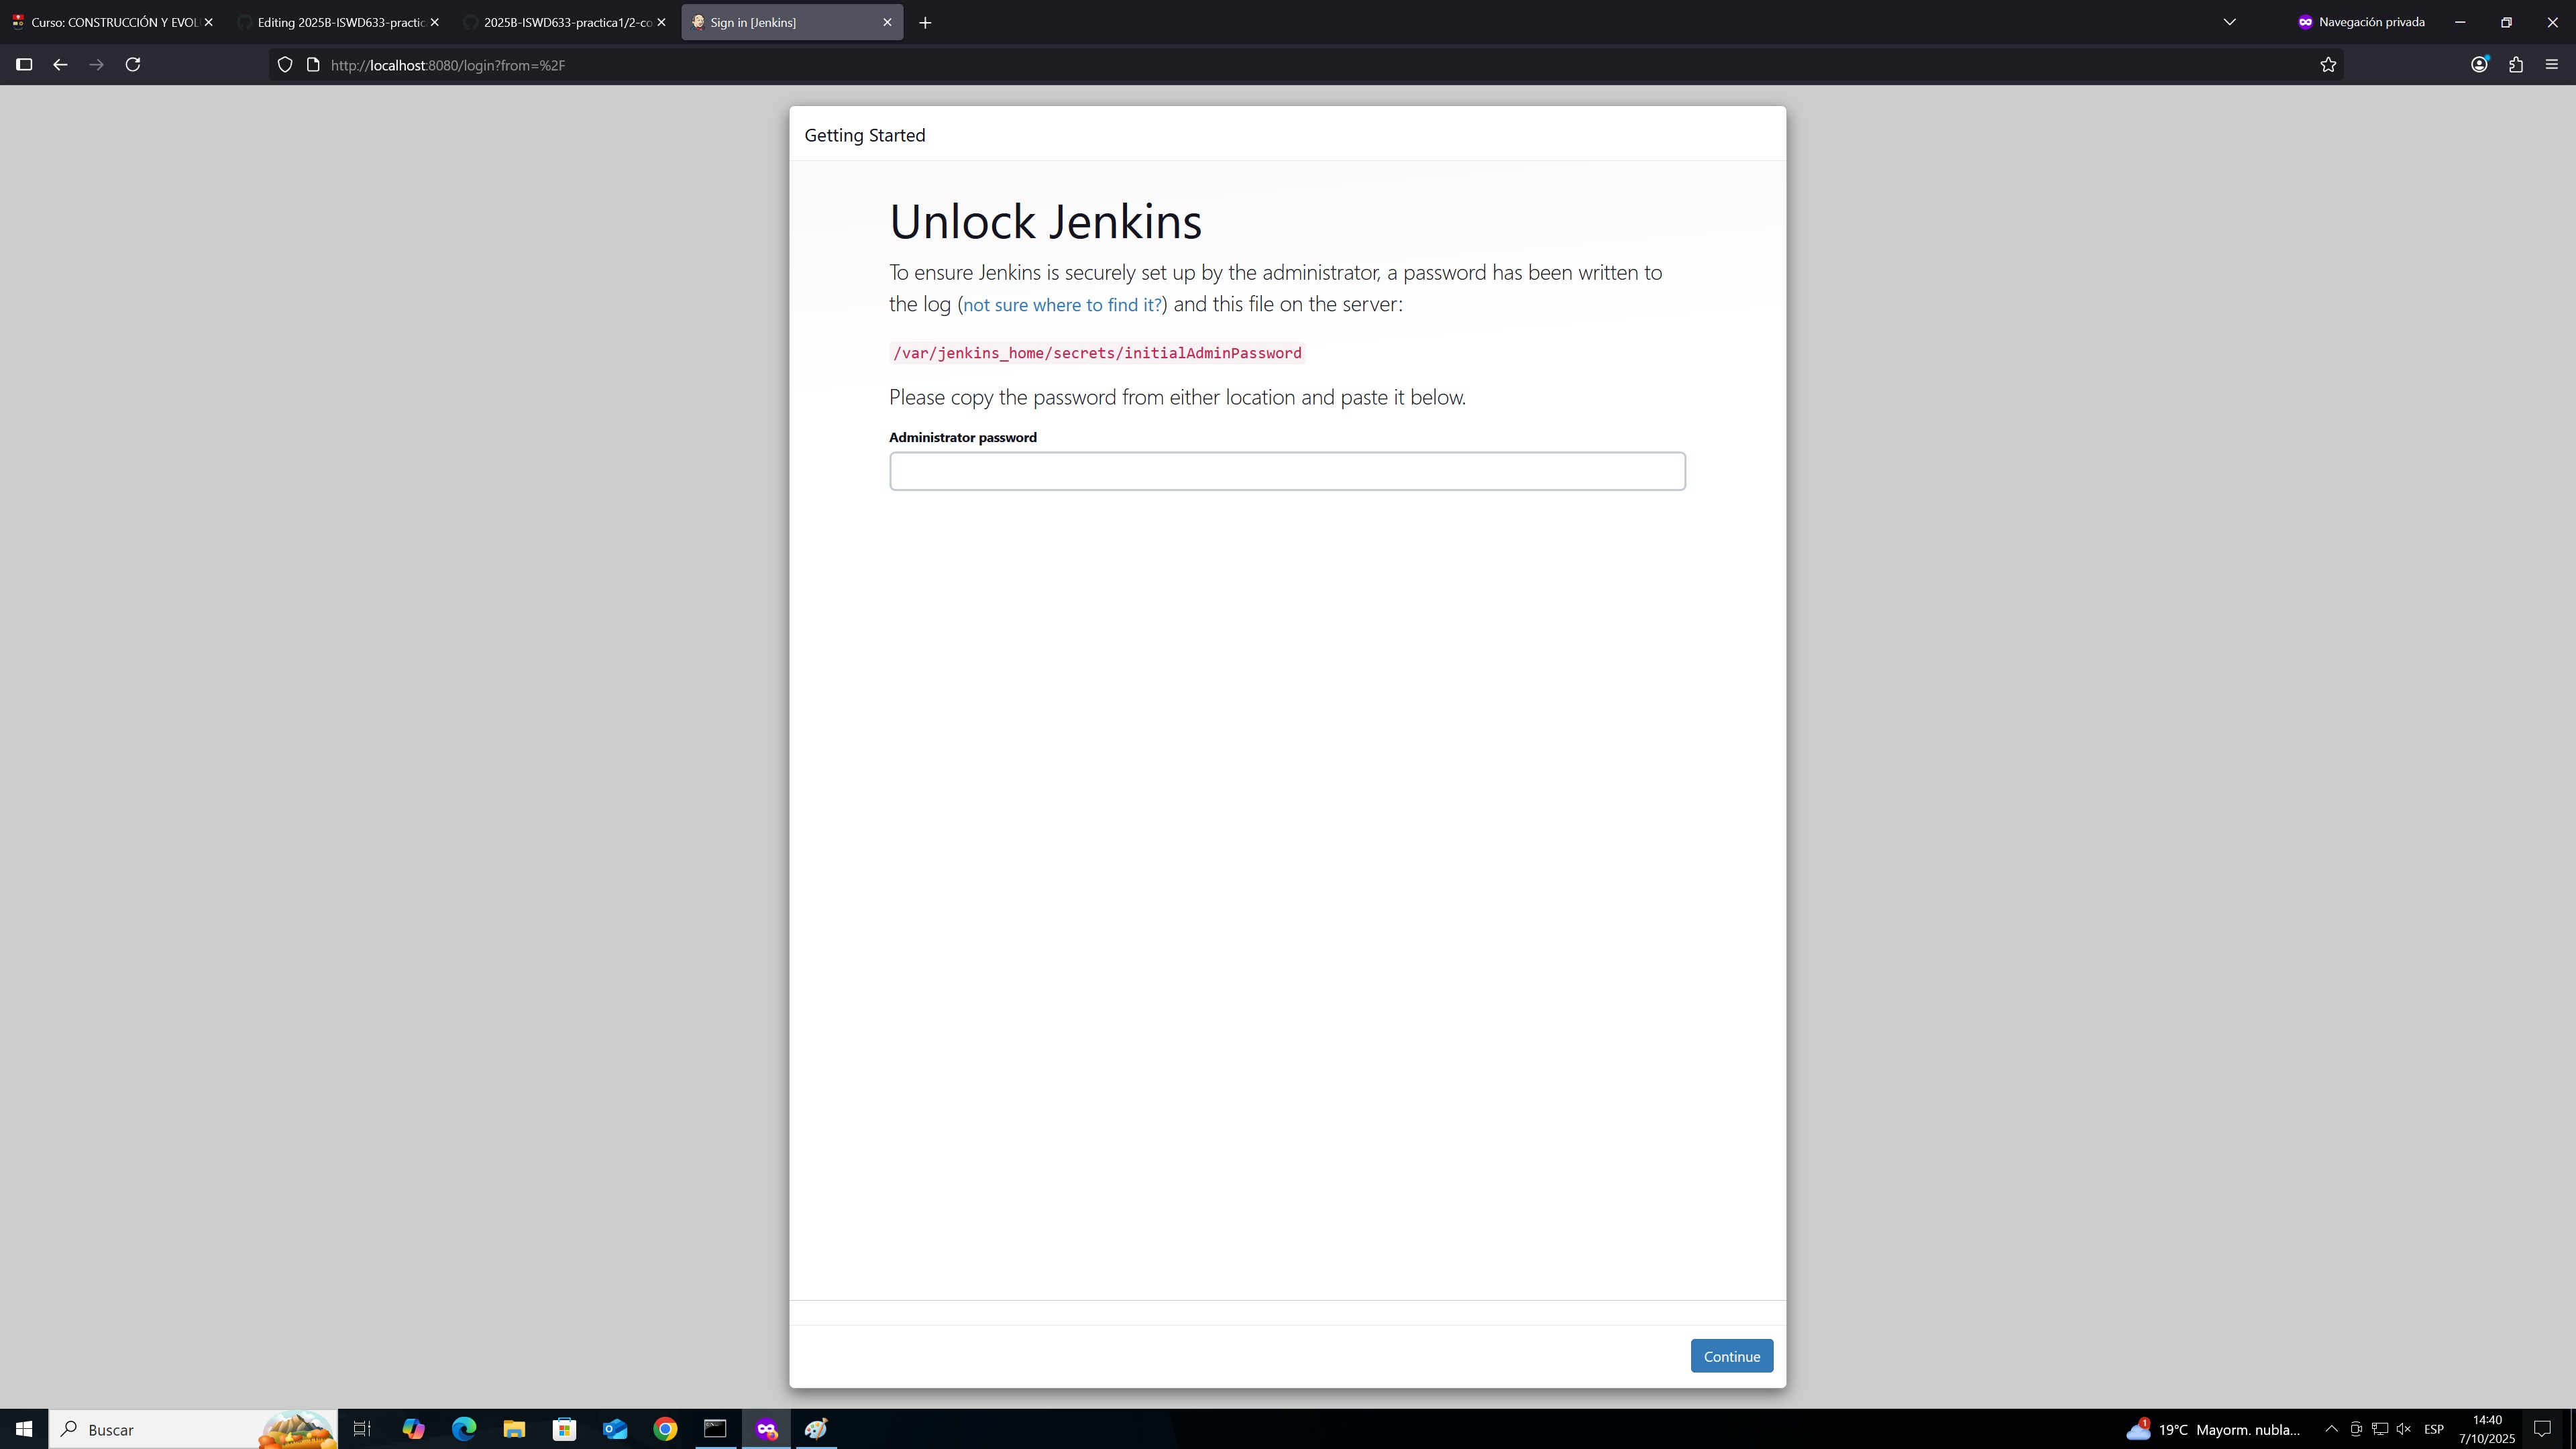 Curso: CONSTRUCCIÓN Y EVOL
Editing 2025B-ISWD633-practic
2025B-ISWD633-practica1/2-co
Sign in [Jenkins]
Navegación privada
http://localhost:8080/login?from=%2F
Getting Started
Unlock Jenkins
To ensure Jenkins is securely set up by the administrator, a password has been written to
the log (not sure where to find it?) and this file on the server:
/var/jenkins_home/secrets/initialAdminPassword
Please copy the password from either location and paste it below.
Administrator password
Continue
Buscar
1
19°C Mayorm. nubla...
ESP
14:40
7/10/2025